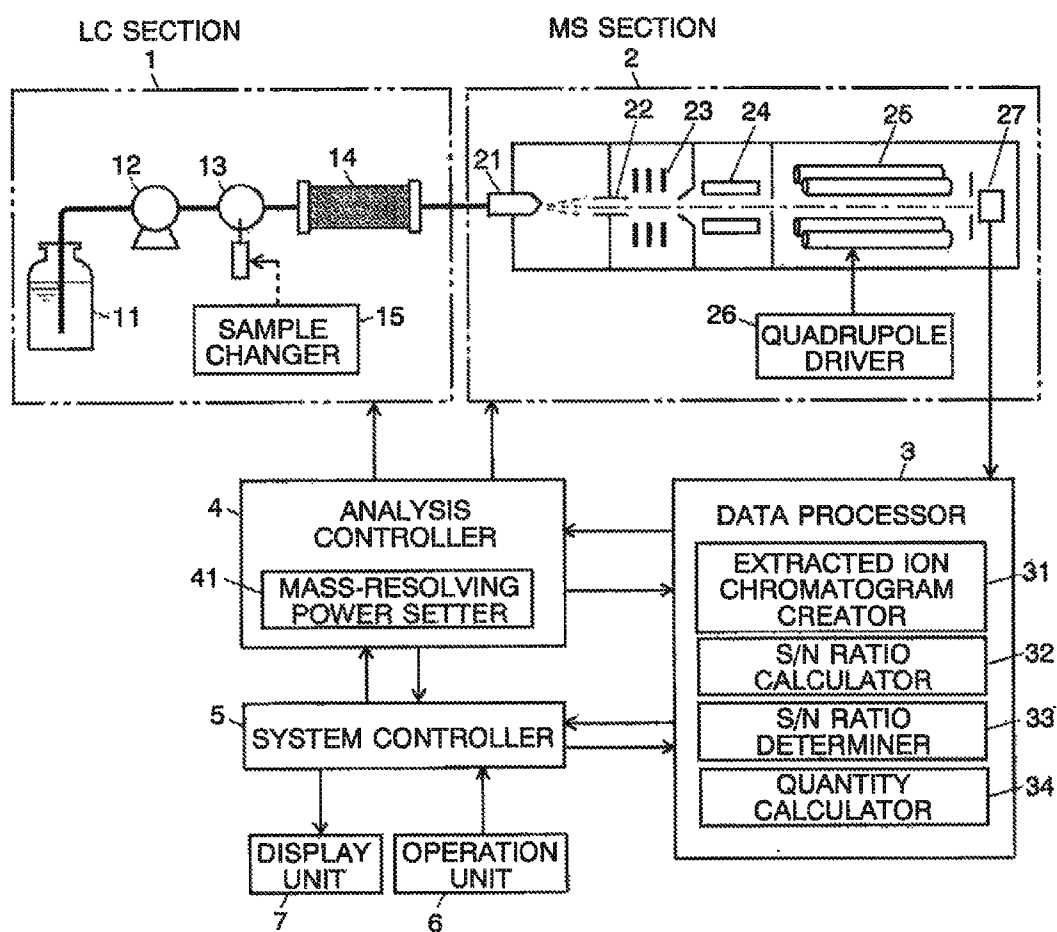 LC SECTION
1
MS SECTION
2
12
13
14
21
22
23
24
25
27
11
SAMPLE
CHANGER
15
26
QUADRUPOLE
DRIVER
4
ANALYSIS
CONTROLLER
41
MASS-RESOLVING
POWER SETTER
3
DATA PROCESSOR
EXTRACTED ION
CHROMATOGRAM
CREATOR
31
S/N RATIO
CALCULATOR
32
S/N RATIO
DETERMINER
33
QUANTITY
CALCULATOR
34
5
SYSTEM CONTROLLER
DISPLAY
UNIT
7
OPERATION
UNIT
6